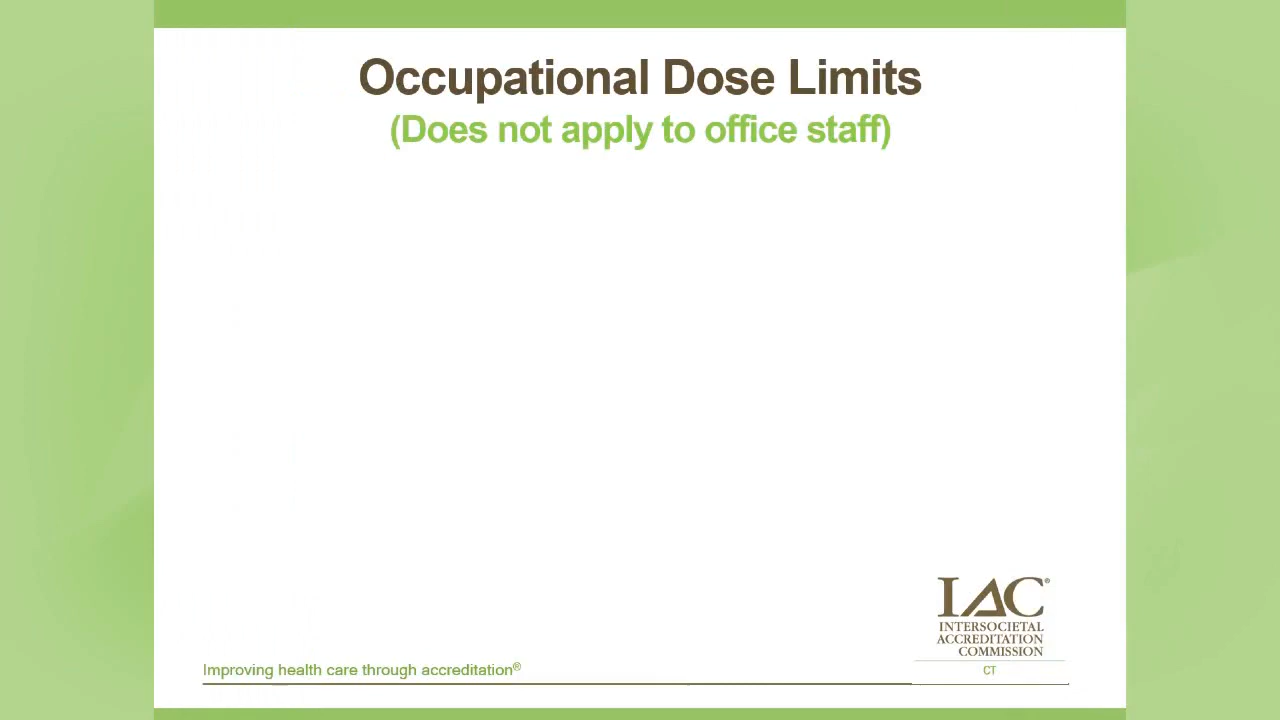 Occupational Dose Limits
(Does not apply to office staff)
IAC®
INTERSOCIETAL
ACCREDITATION
COMMISSION
CT
Improving health care through accreditation®